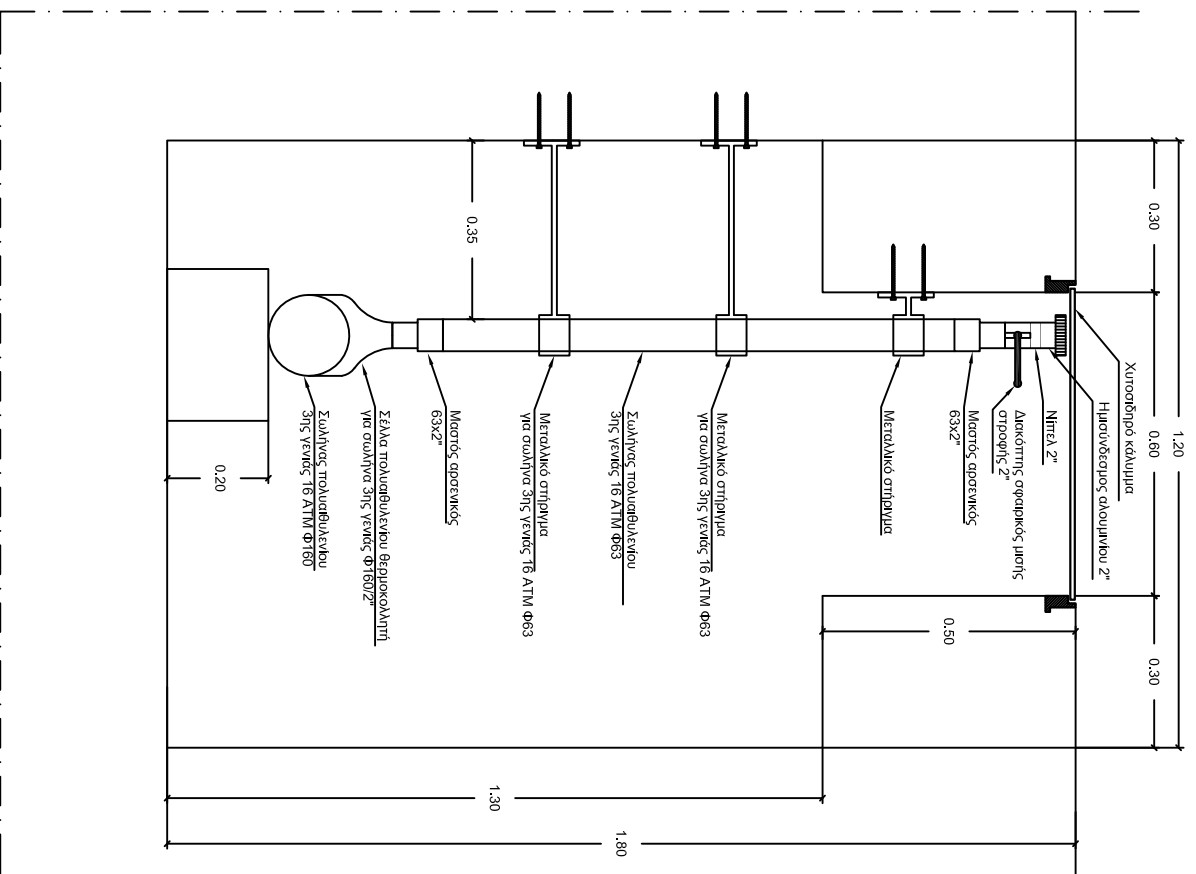 1.20
0.30
0.60
0.30
Χυτοσιδηρό κάλυμμα
Ημισύνδεσμος αλουμινίου 2"
Νίπελ 2"
Διακόπτης σφαιρικός μισής
στροφής 2"
Μαστός αρσενικός
63x2"
Μεταλλικό στήριγμα
0.50
Μεταλλικό στήριγμα
για σωλήνα 3ης γενιάς 16 ΑΤΜ Φ63
Σωλήνας πολυαιθυλενίου
3ης γενιάς 16 ΑΤΜ Φ63
Μεταλλικό στήριγμα
για σωλήνα 3ης γενιάς 16 ΑΤΜ Φ63
0.35
Μαστός αρσενικός
63x2"
Σέλλα πολυαιθυλενίου θερμοκολλητή
για σωλήνα 3ης γενιάς Φ160/2"
Σωλήνας πολυαιθυλενίου
3ης γενιάς 16 ΑΤΜ Φ160
0.20
1.30
1.80